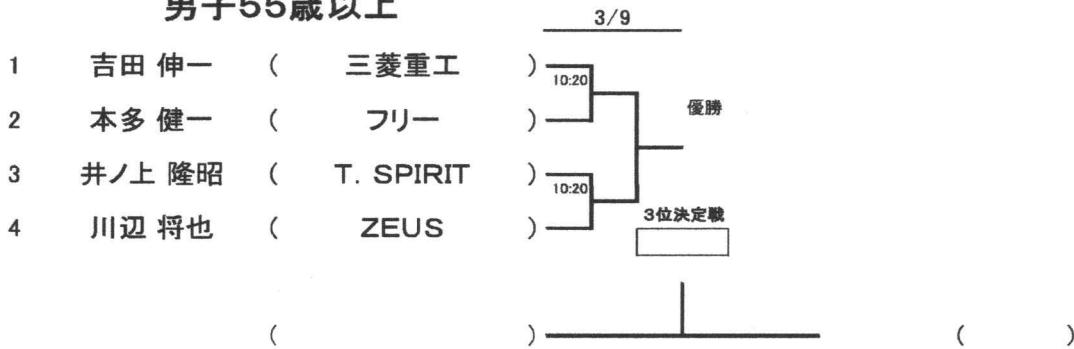 男子55歳以上
3/9
1 吉田 伸一 ( 三菱重工 )
10:20
2 本多 健一 ( フリー )
優勝
3 井ノ上 隆昭 ( T. SPIRIT )
10:20
4 川辺 将也 ( ZEUS )
3位決定戦
( ) ( )